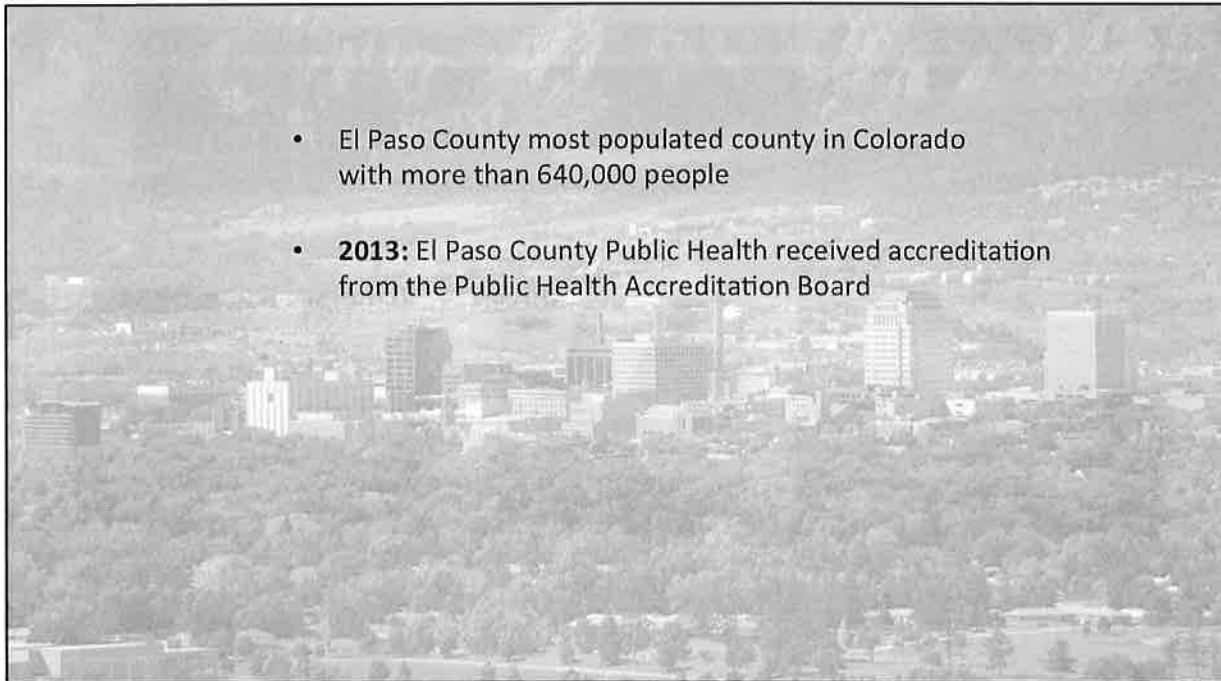 • El Paso County most populated county in Colorado
with more than 640,000 people
• 2013: El Paso County Public Health received accreditation
from the Public Health Accreditation Board